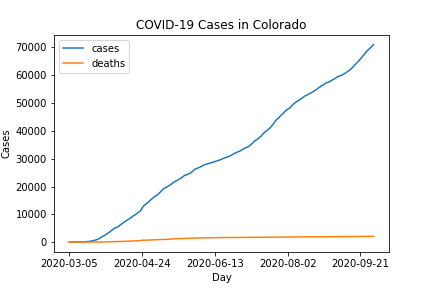 COVID-19 Cases in Colorado
cases
deaths
70000
60000
50000
40000
30000
20000
10000
0
Cases
2020-03-05 2020-04-24 2020-06-13 2020-08-02 2020-09-21
Day